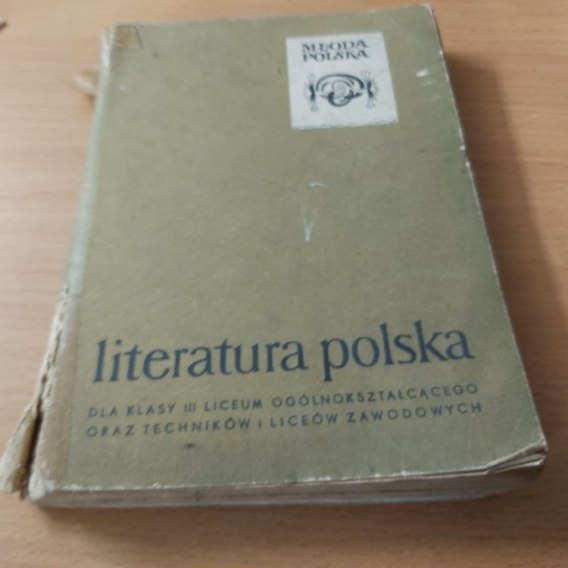 MŁODA
POLSKA
literatura polska
DLA KLASY III LICEUM OGÓLNOKSZTAŁCĄCEGO
ORAZ TECHNIKÓW i LICEÓW ZAWODOWYCH